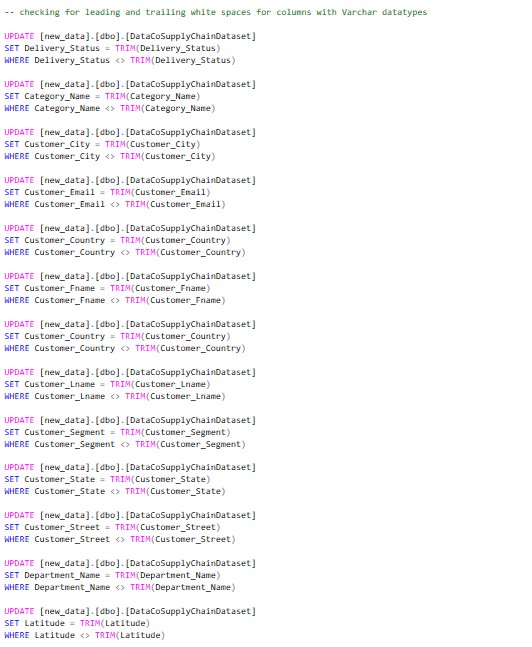 -- checking for leading and trailing white spaces for columns with Varchar datatypes
UPDATE [new_data].[dbo].[DataCoSupplyChainDataset]
SET Delivery_Status = TRIM(Delivery_Status)
WHERE Delivery_Status <> TRIM(Delivery_Status)
UPDATE [new_data].[dbo].[DataCoSupplyChainDataset]
SET Category_Name = TRIM(Category_Name)
WHERE Category_Name <> TRIM(Category_Name)
UPDATE [new_data].[dbo].[DataCoSupplyChainDataset]
SET Customer_City = TRIM(Customer_City)
WHERE Customer_City <> TRIM(Customer_City)
UPDATE [new_data].[dbo].[DataCoSupplyChainDataset]
SET Customer_Email = TRIM(Customer_Email)
WHERE Customer_Email <> TRIM(Customer_Email)
UPDATE [new_data].[dbo].[DataCoSupplyChainDataset]
SET Customer_Country = TRIM(Customer_Country)
WHERE Customer_Country <> TRIM(Customer_Country)
UPDATE [new_data].[dbo].[DataCoSupplyChainDataset]
SET Customer_Fname = TRIM(Customer_Fname)
WHERE Customer_Fname <> TRIM(Customer_Fname)
UPDATE [new_data].[dbo].[DataCoSupplyChainDataset]
SET Customer_Country = TRIM(Customer_Country)
WHERE Customer_Country <> TRIM(Customer_Country)
UPDATE [new_data].[dbo].[DataCoSupplyChainDataset]
SET Customer_Lname = TRIM(Customer_Lname)
WHERE Customer_Lname <> TRIM(Customer_Lname)
UPDATE [new_data].[dbo].[DataCoSupplyChainDataset]
SET Customer_Segment = TRIM(Customer_Segment)
WHERE Customer_Segment <> TRIM(Customer_Segment)
UPDATE [new_data].[dbo].[DataCoSupplyChainDataset]
SET Customer_State = TRIM(Customer_State)
WHERE Customer_State <> TRIM(Customer_State)
UPDATE [new_data].[dbo].[DataCoSupplyChainDataset]
SET Customer_Street = TRIM(Customer_Street)
WHERE Customer_Street <> TRIM(Customer_Street)
UPDATE [new_data].[dbo].[DataCoSupplyChainDataset]
SET Department_Name = TRIM(Department_Name)
WHERE Department_Name <> TRIM(Department_Name)
UPDATE [new_data].[dbo].[DataCoSupplyChainDataset]
SET Latitude = TRIM(Latitude)
WHERE Latitude <> TRIM(Latitude)